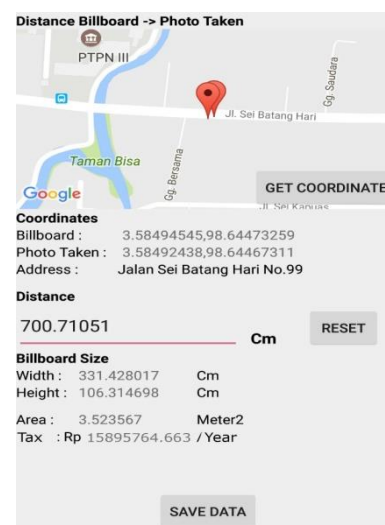 Distance Billboard -> Photo Taken
PTPN III
Gg. Saudara
Jl. Sei Batang Hari
Taman Bisa
Gg. Bersama
Google
GET COORDINATE
Jl. Sei Kapuas
Coordinates
Billboard : 3.58494545,98.64473259
Photo Taken : 3.58492438,98.64467311
Address : Jalan Sei Batang Hari No.99
Distance
700.71051 Cm RESET
Billboard Size
Width : 331.428017 Cm
Height : 106.314698 Cm
Area : 3.523567 Meter2
Tax : Rp 15895764.663 / Year
SAVE DATA